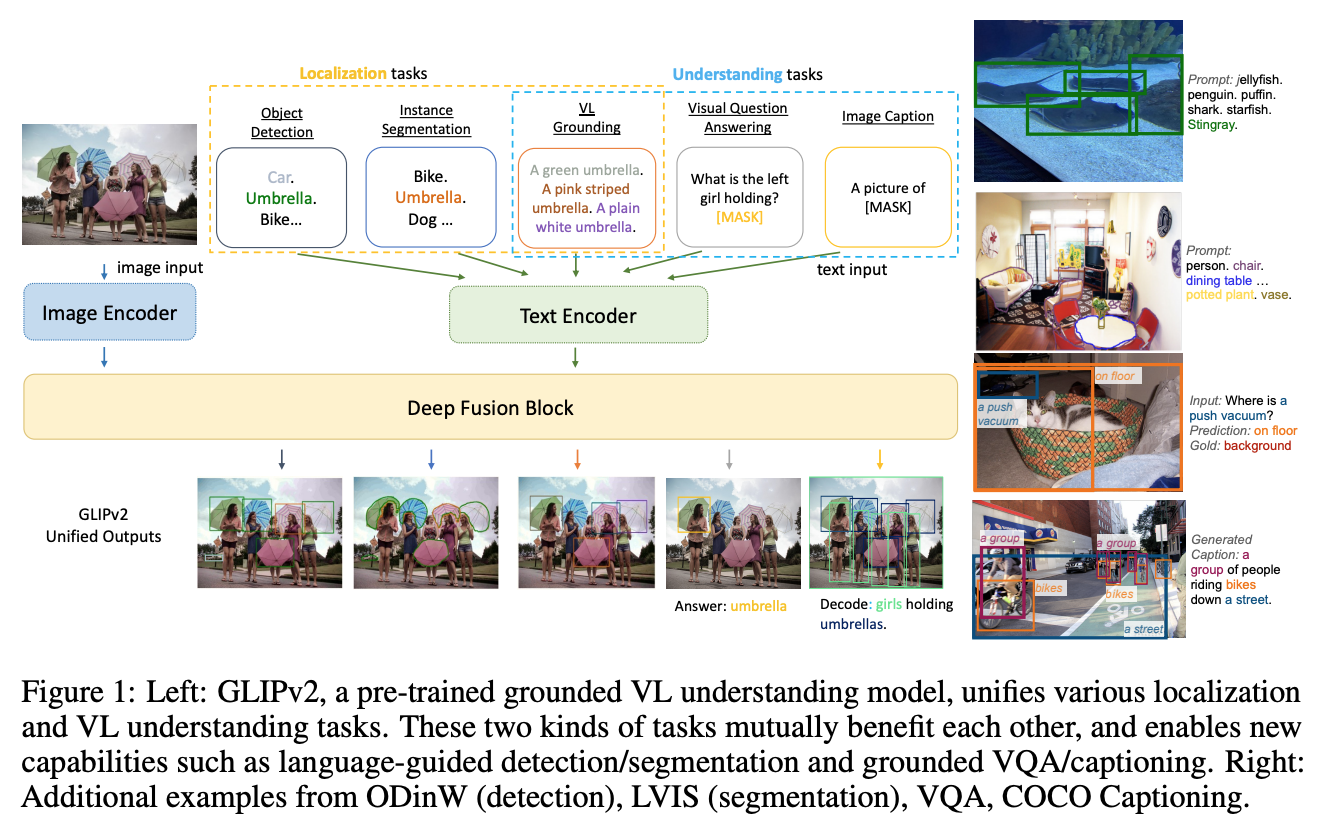 Localization tasks
Understanding tasks
Object
Detection
Instance
Segmentation
VL
Grounding
Visual Question
Answering
Image Caption
Car.
Umbrella.
Bike...
Bike.
Umbrella.
Dog ...
A green umbrella.
A pink striped
umbrella. A plain
white umbrella.
What is the left
girl holding?
[MASK]
A picture of
[MASK]
image input
text input
Image Encoder
Text Encoder
Deep Fusion Block
GLIPv2
Unified Outputs
Answer: umbrella
Decode: girls holding
umbrellas.
Prompt: jellyfish.
penguin. puffin.
shark. starfish.
Stingray.
Prompt:
person. chair.
dining table ...
potted plant. vase.
on floor
a push
vacuum
Input: Where is a
push vacuum?
Prediction: on floor
Gold: background
a group
a group
bikes
bikes
a street
Generated
Caption: a
group of people
riding bikes
down a street.
Figure 1: Left: GLIPv2, a pre-trained grounded VL understanding model, unifies various localization
and VL understanding tasks. These two kinds of tasks mutually benefit each other, and enables new
capabilities such as language-guided detection/segmentation and grounded VQA/captioning. Right:
Additional examples from ODinW (detection), LVIS (segmentation), VQA, COCO Captioning.